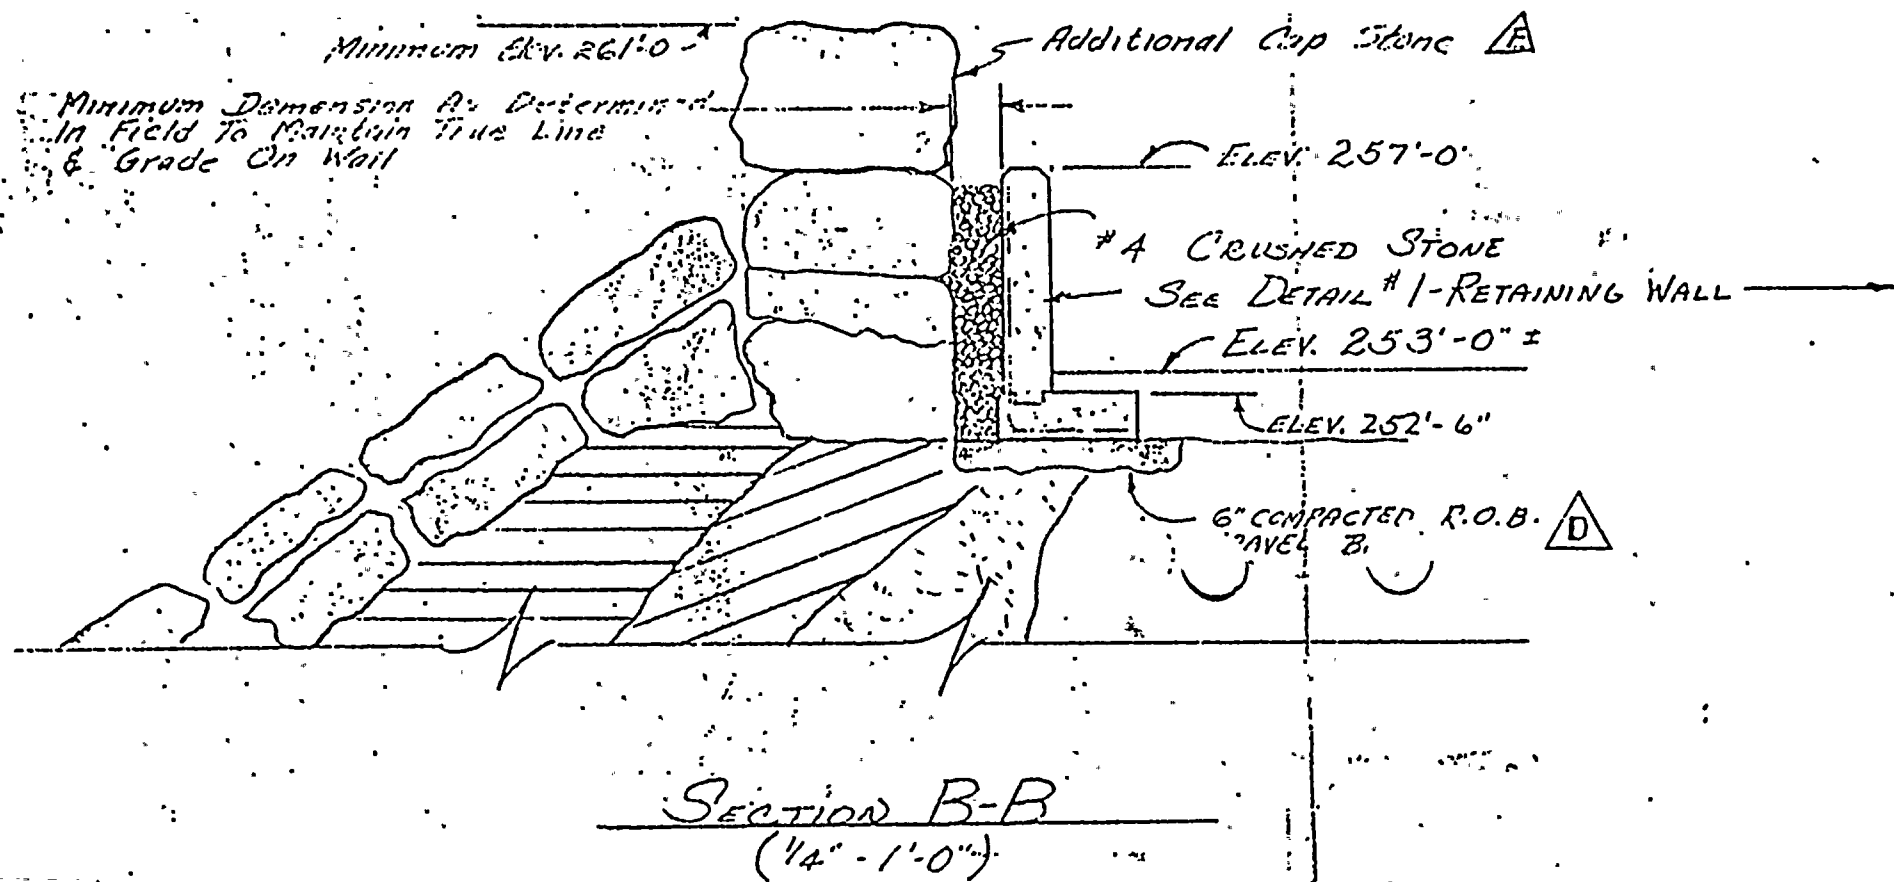 Minimum Elev. 261'-0
Additional Cap Stone
Minimum Demension As Determined
In Field To Maintain True Line
& Grade On Wall
ELEV. 257'-0"
#4 CRUSHED STONE
SEE DETAIL #1-RETAINING WALL
ELEV. 253'-0" ±
ELEV. 252'-6"
6" COMPACTED R.O.B.
D
SECTION B-B
(1/4" - 1'-0")